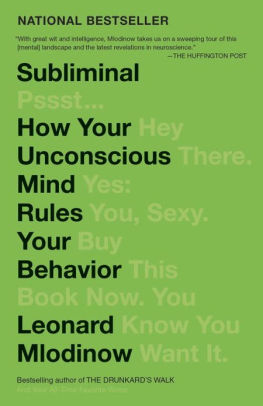 NATIONAL BESTSELLER
"With great wit and intelligence, Mlodinow takes us on a sweeping tour of this
[mental] landscape and the latest revelations in neuroscience."
—THE HUFFINGTON POST
Subliminal
Pssst...
How Your Hey
Unconscious There.
Mind Yes:
Rules You, Sexy.
Your Buy
Behavior This
Book Now. You
Leonard Know You
Mlodinow Want It.
Bestselling author of THE DRUNKARD'S WALK